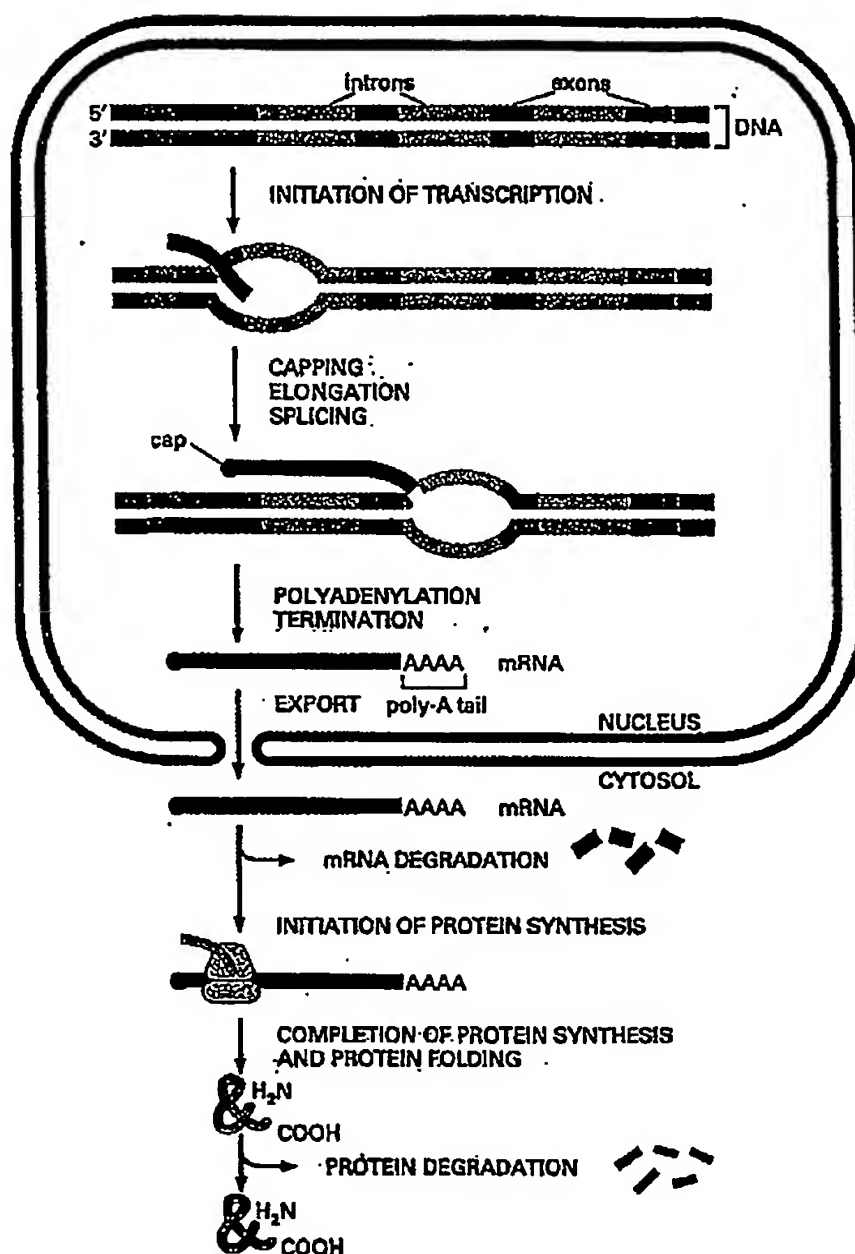 introns exons
5'
3'
DNA
INITIATION OF TRANSCRIPTION
CAPPING
ELONGATION
SPLICING
cap
POLYADENYLATION
TERMINATION
AAAA mRNA
EXPORT poly-A tail
NUCLEUS
CYTOSOL
AAAA mRNA
mRNA DEGRADATION
INITIATION OF PROTEIN SYNTHESIS
AAAA
COMPLETION OF PROTEIN SYNTHESIS
AND PROTEIN FOLDING
H₂N
COOH
PROTEIN DEGRADATION
H₂N
COOH